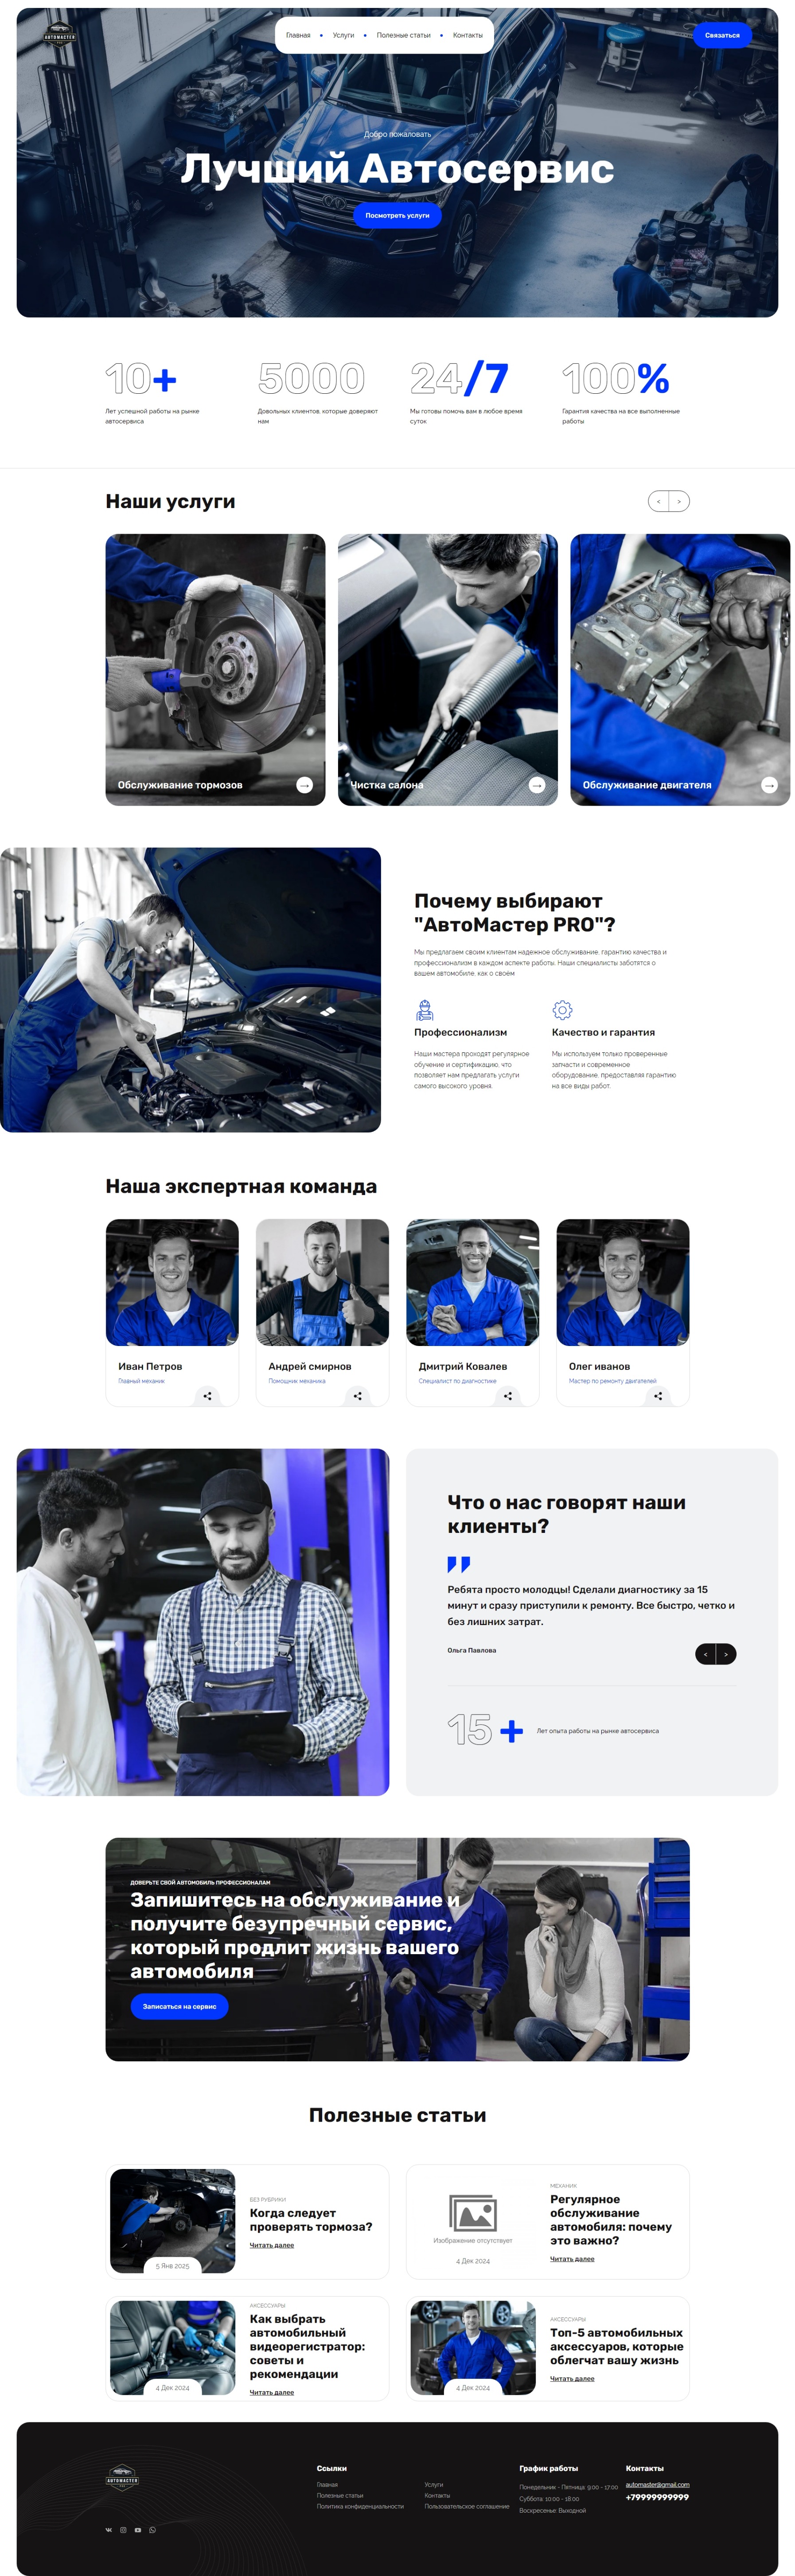 AUTOMASTER
PRO
Главная
Услуги
Полезные статьи
Контакты
Связаться
Добро пожаловать
Лучший Автосервис
Посмотреть услуги
10+
5000
24/7
100%
Лет успешной работы на рынке
автосервиса
Довольных клиентов, которые доверяют
нам
Мы готовы помочь вам в любое время
суток
Гарантия качества на все выполненные
работы
Наши услуги
< >
Обслуживание тормозов
Чистка салона
Обслуживание двигателя
Почему выбирают
"АвтоМастер PRO"?
Мы предлагаем своим клиентам надежное обслуживание, гарантию качества и
профессионализм в каждом аспекте работы. Наши специалисты заботятся о
вашем автомобиле, как о своем.
Профессионализм
Наши мастера проходят регулярное
обучение и сертификацию, что
позволяет нам предлагать услуги
самого высокого уровня.
Качество и гарантия
Мы используем только проверенные
запчасти и современное
оборудование, предоставляя гарантию
на все виды работ.
Наша экспертная команда
Иван Петров
Главный механик
Андрей смирнов
Помощник механика
Дмитрий Ковалев
Специалист по диагностике
Олег иванов
Мастер по ремонту двигателей
Что о нас говорят наши
клиенты?
Ребята просто молодцы! Сделали диагностику за 15
минут и сразу приступили к ремонту. Все быстро, четко и
без лишних затрат.
Ольга Павлова
< >
15 +
Лет опыта работы на рынке автосервиса
ДОВЕРЬТЕ СВОЙ АВТОМОБИЛЬ ПРОФЕССИОНАЛАМ
Запишитесь на обслуживание и
получите безупречный сервис,
который продлит жизнь вашего
автомобиля
Записаться на сервис
Полезные статьи
5 Янв 2025
БЕЗ РУБРИКИ
Когда следует
проверять тормоза?
Читать далее
Изображение отсутствует
4 Дек 2024
МЕХАНИК
Регулярное
обслуживание
автомобиля: почему
это важно?
Читать далее
4 Дек 2024
АКСЕССУАРЫ
Как выбрать
автомобильный
видеорегистратор:
советы и
рекомендации
Читать далее
4 Дек 2024
АКСЕССУАРЫ
Топ-5 автомобильных
аксессуаров, которые
облегчат вашу жизнь
Читать далее
AUTOMASTER
PRO
Ссылки
Главная
Полезные статьи
Политика конфиденциальности
Услуги
Контакты
Пользовательское соглашение
График работы
Понедельник - Пятница: 9:00 - 17:00
Суббота: 10:00 - 18:00
Воскресенье: Выходной
Контакты
automaster@gmail.com
+79999999999